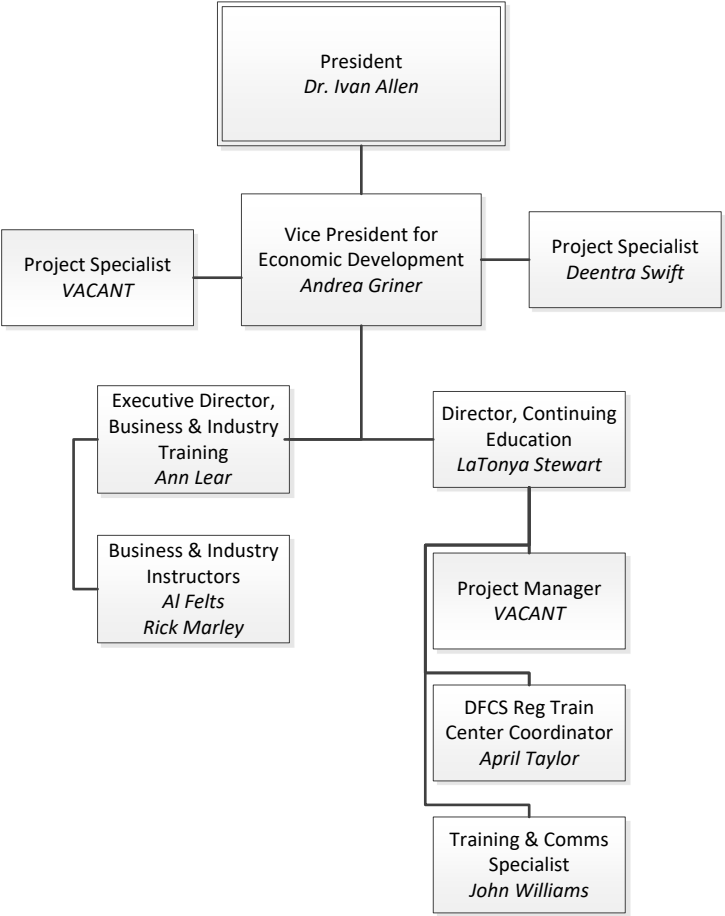 President
Dr. Ivan Allen
Vice President for
Economic Development
Andrea Griner
Project Specialist
VACANT
Project Specialist
Deentra Swift
Executive Director,
Business & Industry
Training
Ann Lear
Director, Continuing
Education
LaTonya Stewart
Business & Industry
Instructors
Al Felts
Rick Marley
Project Manager
VACANT
DFCS Reg Train
Center Coordinator
April Taylor
Training & Comms
Specialist
John Williams